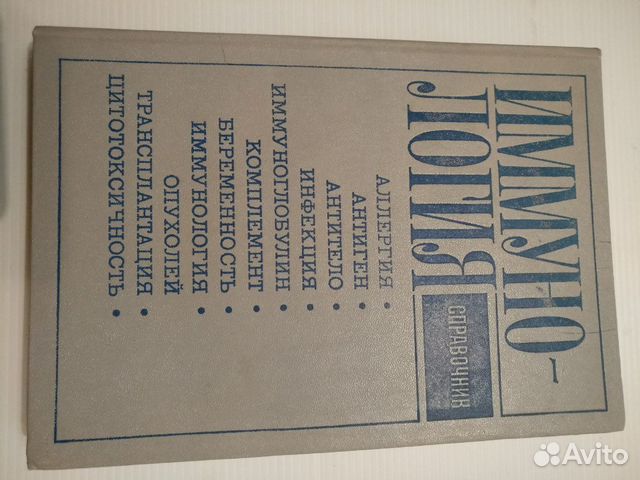 ИММУНО-
ЛОГИЯ
СПРАВОЧНИК
АЛЛЕРГИЯ •
АНТИГЕН •
АНТИТЕЛО •
ИНФЕКЦИЯ •
ИММУНОГЛОБУЛИН •
КОМПЛЕМЕНТ •
БЕРЕМЕННОСТЬ •
ИММУНОЛОГИЯ •
ОПУХОЛЕЙ
ТРАНСПЛАНТАЦИЯ •
ЦИТОТОКСИЧНОСТЬ •
Avito